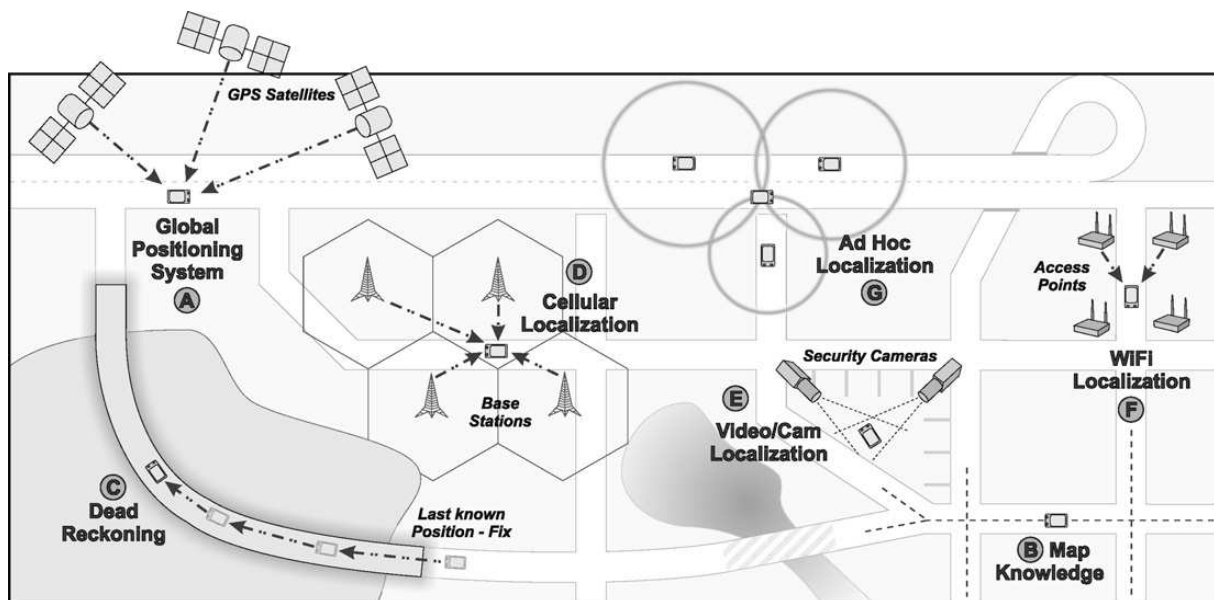 GPS Satellites
Global
Positioning
System
A
D
Cellular
Localization
Base
Stations
Ad Hoc
Localization
G
Access
Points
WiFi
Localization
F
Security Cameras
E
Video/Cam
Localization
C
Dead
Reckoning
Last known
Position - Fix
B Map
Knowledge